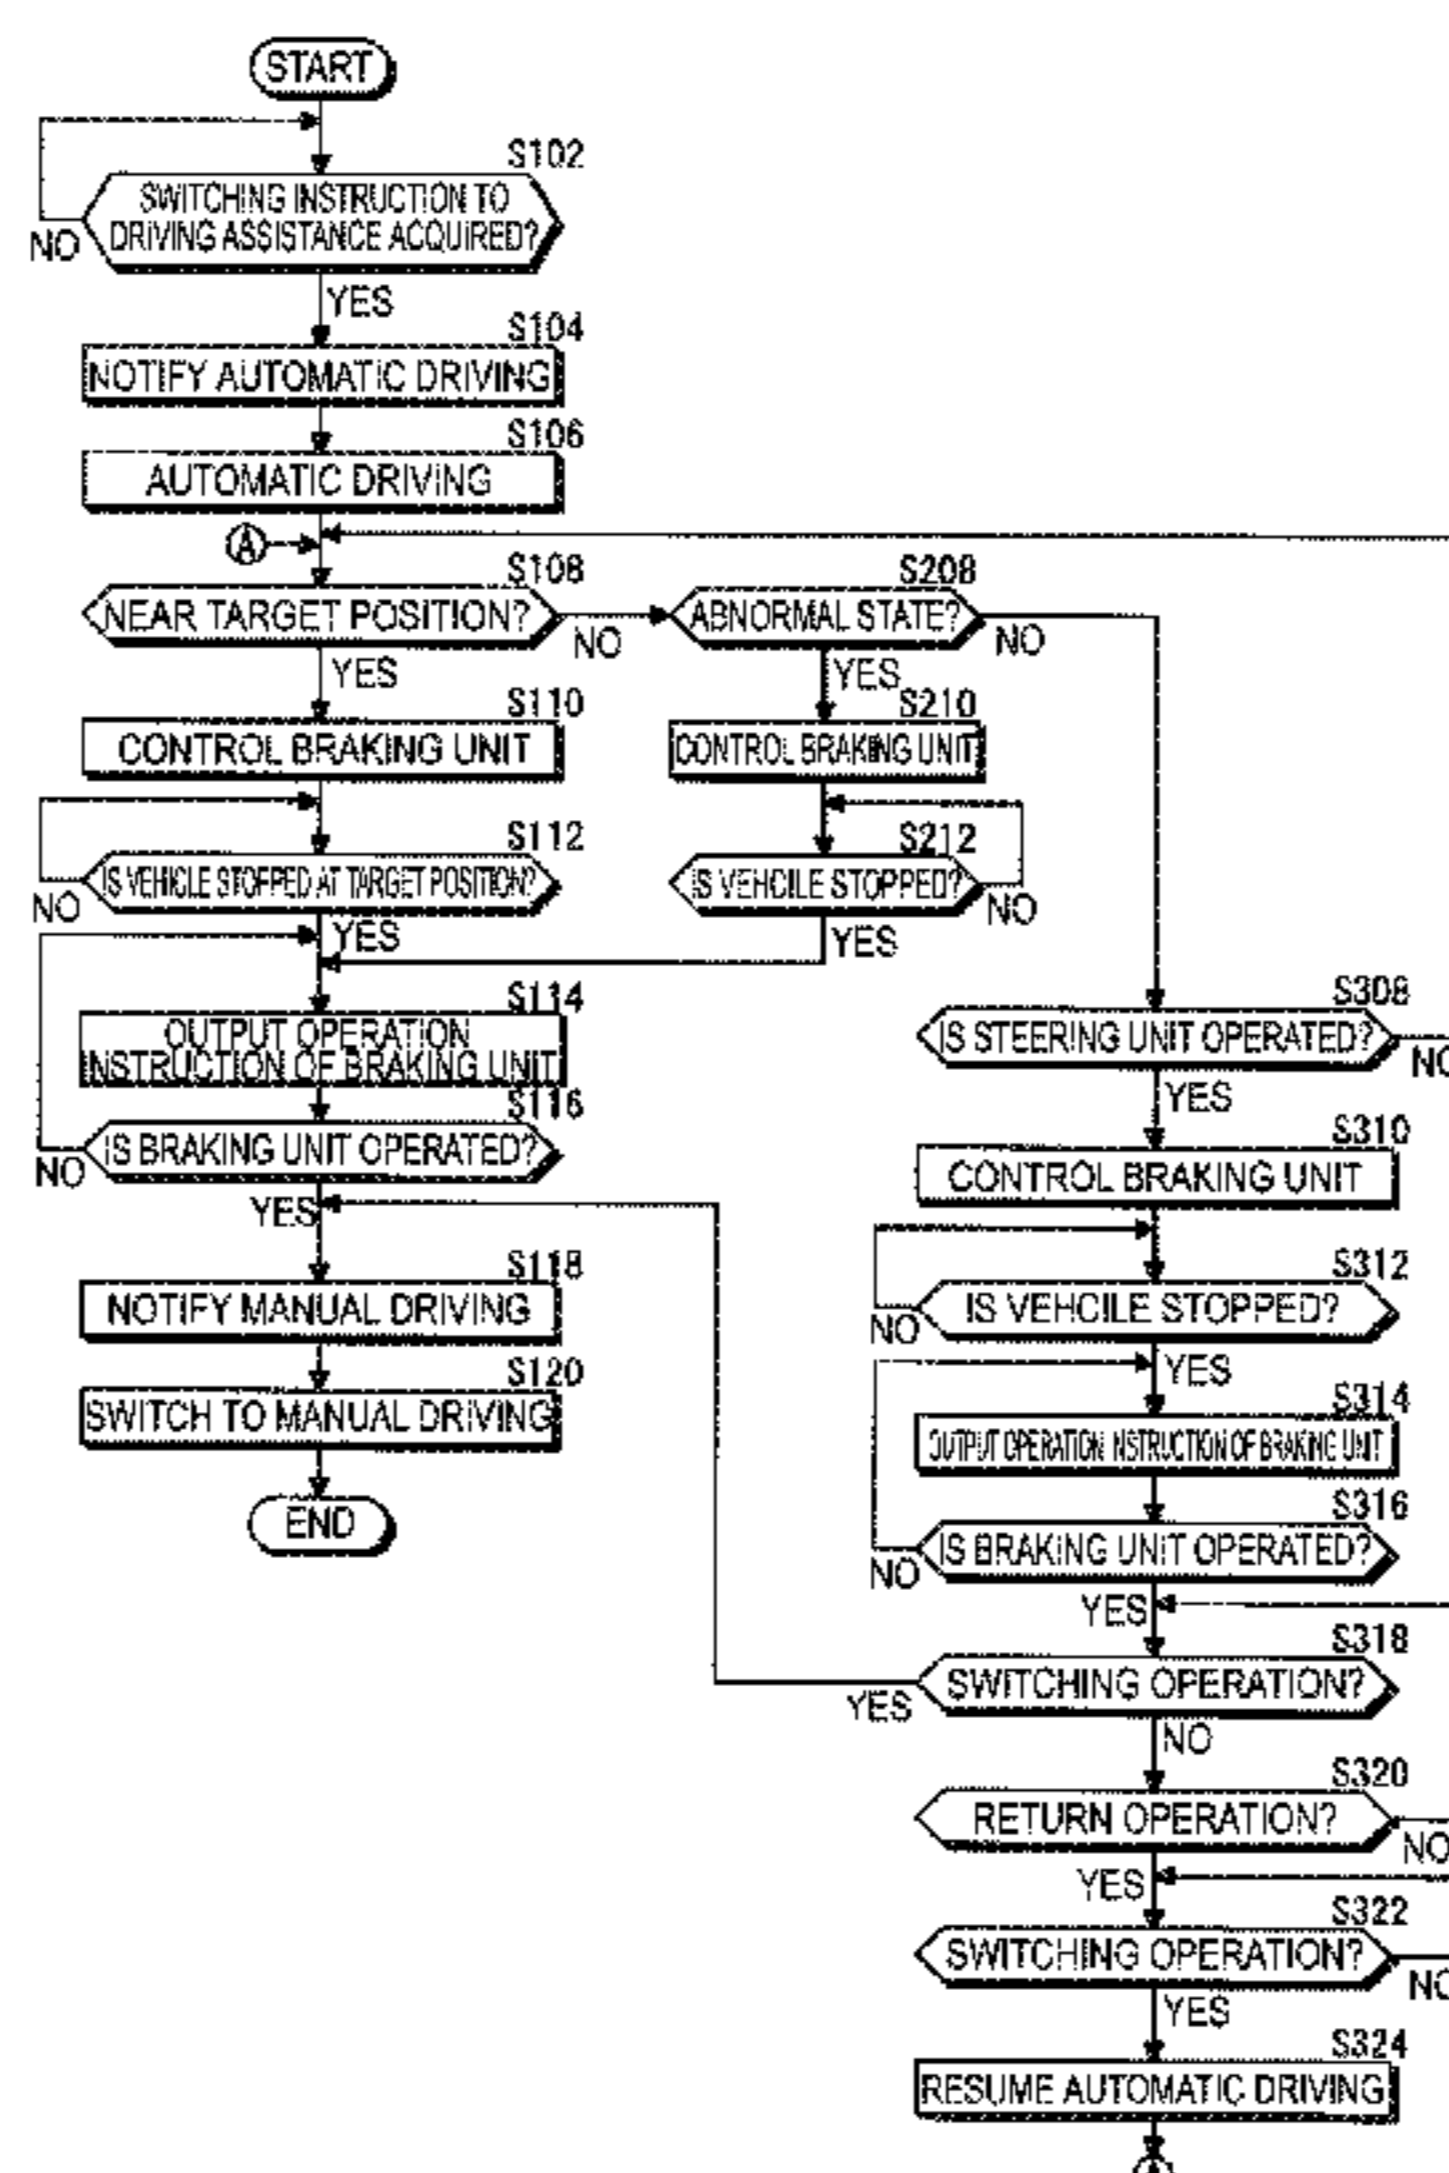 START
S102
SWITCHING INSTRUCTION TO
DRIVING ASSISTANCE ACQUIRED?
NO
YES
S104
NOTIFY AUTOMATIC DRIVING
S106
AUTOMATIC DRIVING
A
S108
NEAR TARGET POSITION?
NO
YES
S110
CONTROL BRAKING UNIT
S112
IS VEHICLE STOPPED AT TARGET POSITION?
NO
YES
S114
OUTPUT OPERATION
INSTRUCTION OF BRAKING UNIT
S116
IS BRAKING UNIT OPERATED?
NO
YES
S118
NOTIFY MANUAL DRIVING
S120
SWITCH TO MANUAL DRIVING
END
S208
ABNORMAL STATE?
NO
YES
S210
CONTROL BRAKING UNIT
S212
IS VEHCILE STOPPED?
NO
YES
S308
IS STEERING UNIT OPERATED?
NO
YES
S310
CONTROL BRAKING UNIT
S312
IS VEHCILE STOPPED?
NO
YES
S314
OUTPUT OPERATION INSTRUCTION OF BRAKING UNIT
S316
IS BRAKING UNIT OPERATED?
NO
YES
S318
SWITCHING OPERATION?
YES
NO
S320
RETURN OPERATION?
NO
YES
S322
SWITCHING OPERATION?
NO
YES
S324
RESUME AUTOMATIC DRIVING
A